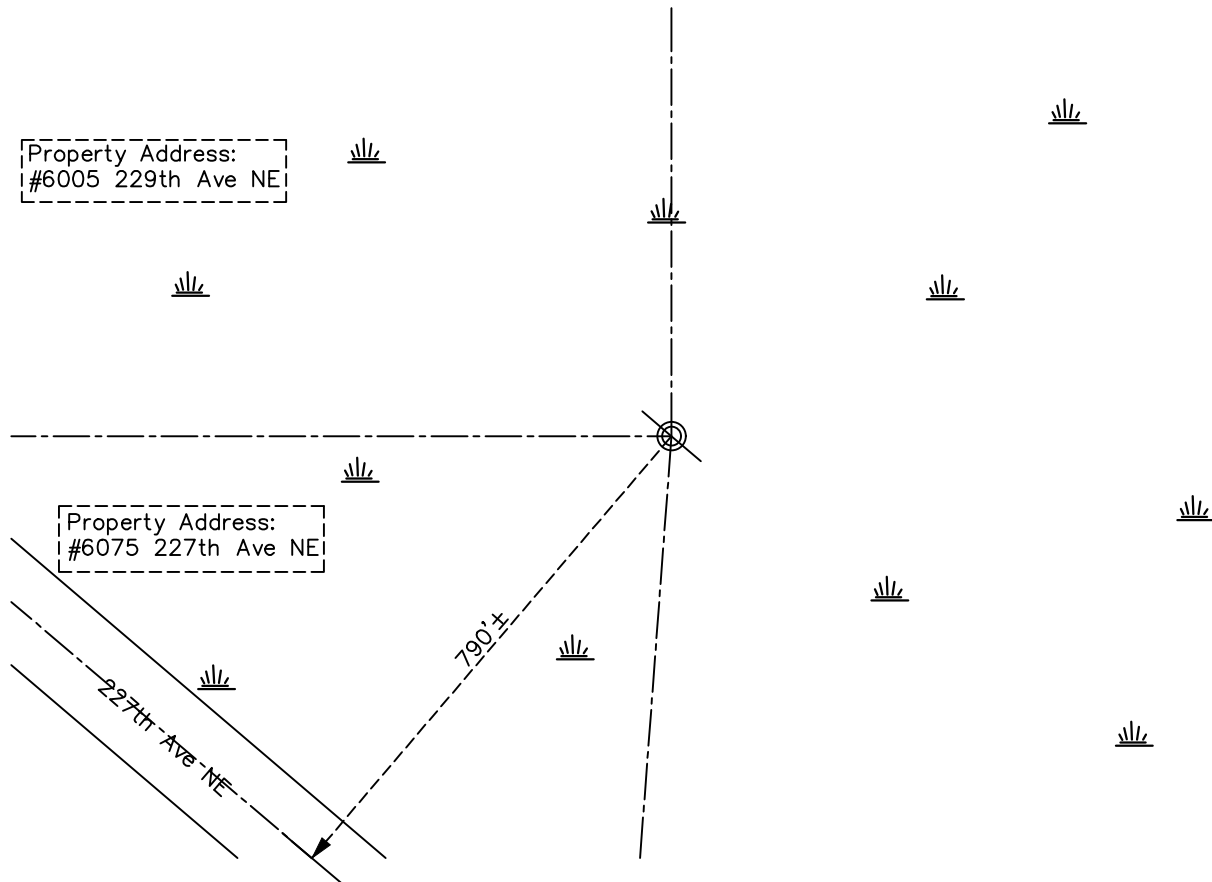 Property Address:
#6005 229th Ave NE
Property Address:
#6075 227th Ave NE
790'±
227th Ave NE